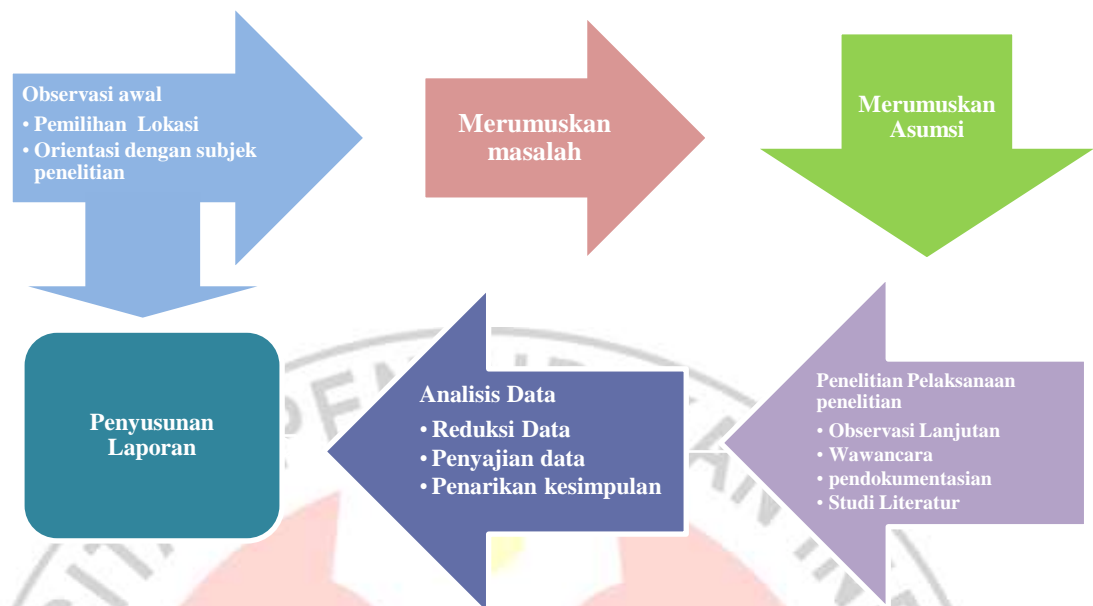 Observasi awal
• Pemilihan Lokasi
• Orientasi dengan subjek
penelitian
Merumuskan
masalah
Merumuskan
Asumsi
Penelitian Pelaksanaan
penelitian
• Observasi Lanjutan
• Wawancara
• pendokumentasian
• Studi Literatur
Analisis Data
• Reduksi Data
• Penyajian data
• Penarikan kesimpulan
Penyusunan
Laporan